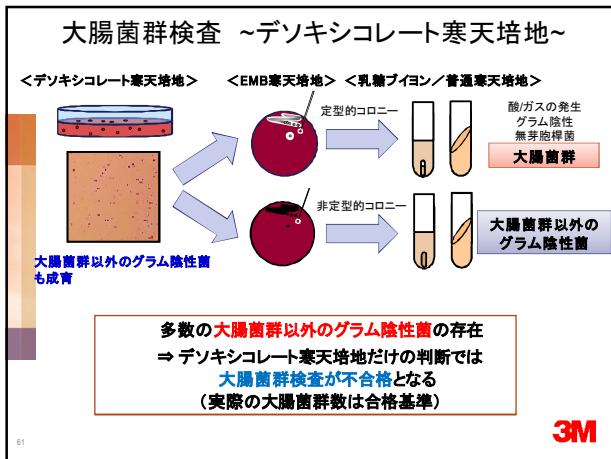 大腸菌群検査 ~デソキシコレート寒天培地~
＜デソキシコレート寒天培地＞
＜EMB寒天培地＞
＜乳糖ブイヨン／普通寒天培地＞
定型的コロニー
酸/ガスの発生
グラム陰性
無芽胞桿菌
大腸菌群
非定型的コロニー
大腸菌群以外の
グラム陰性菌
大腸菌群以外のグラム陰性菌
も成育
多数の大腸菌群以外のグラム陰性菌の存在
⇒ デソキシコレート寒天培地だけの判断では
大腸菌群検査が不合格となる
（実際の大腸菌群数は合格基準）
61
3M